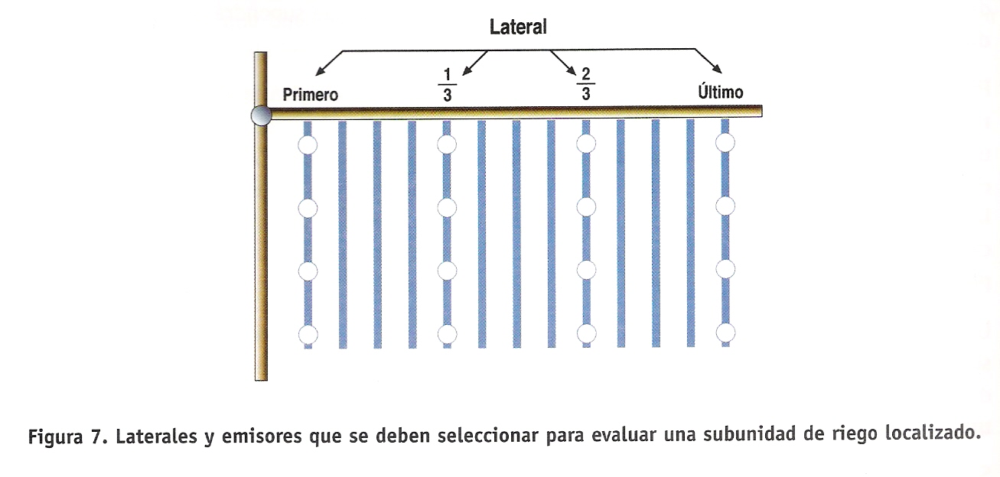 Lateral
Primero
1
3
2
3
Último
Figura 7. Laterales y emisores que se deben seleccionar para evaluar una subunidad de riego localizado.